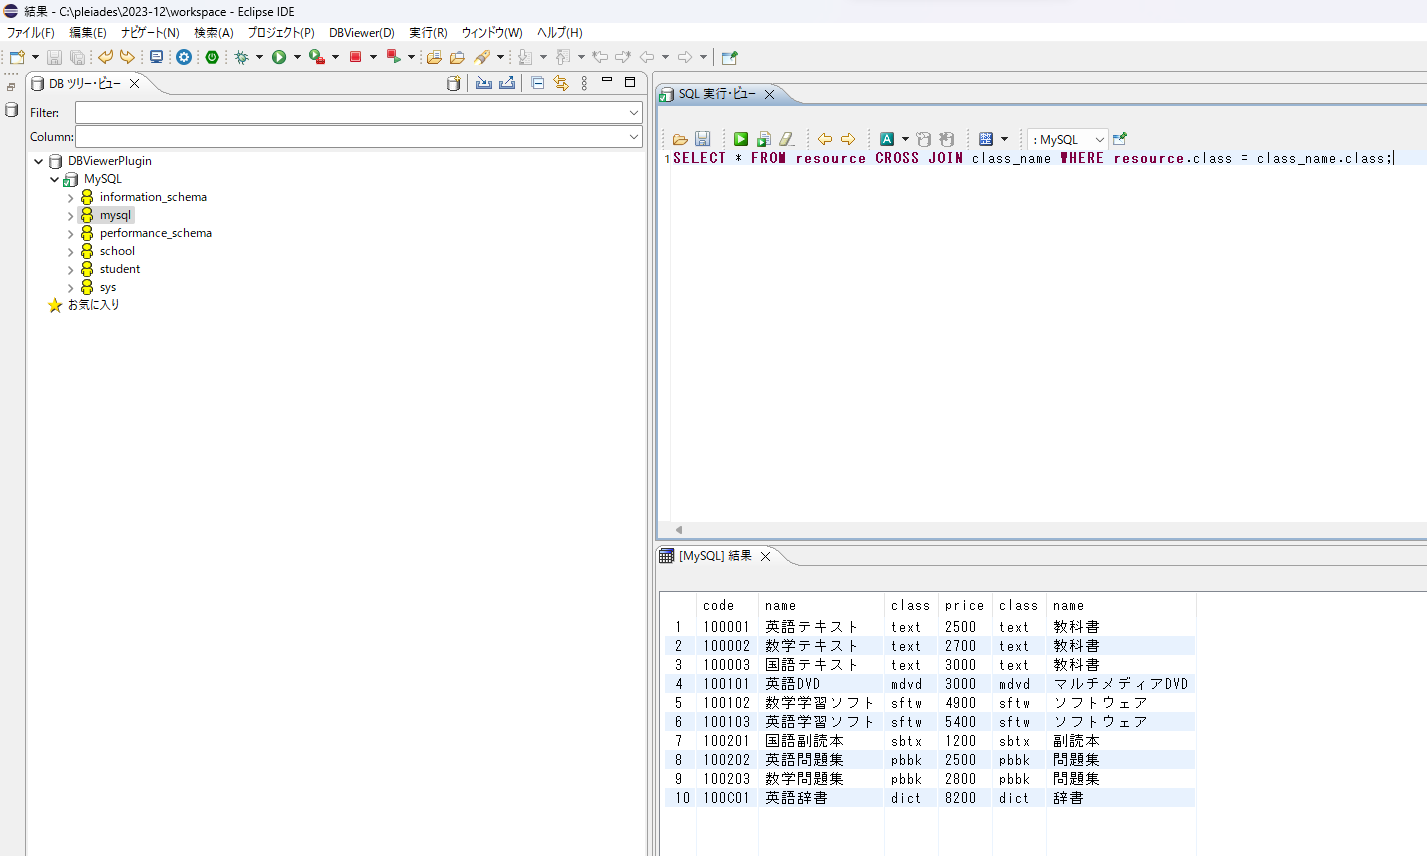 結果 - C:\pleiades\2023-12\workspace - Eclipse IDE
ファイル(F) 編集(E) ナビゲート(N) 検索(A) プロジェクト(P) DBViewer(D) 実行(R) ウィンドウ(W) ヘルプ(H)
DB ツリー・ビュー
Filter:
Column:
DBViewerPlugin
MySQL
information_schema
mysql
performance_schema
school
student
sys
お気に入り
SQL 実行・ビュー
: MySQL
1 SELECT * FROM resource CROSS JOIN class_name WHERE resource.class = class_name.class;
[MySQL] 結果
code name class price class name
1 100001 英語テキスト text 2500 text 教科書
2 100002 数学テキスト text 2700 text 教科書
3 100003 国語テキスト text 3000 text 教科書
4 100101 英語DVD mdvd 3000 mdvd マルチメディアDVD
5 100102 数学学習ソフト sftw 4900 sftw ソフトウェア
6 100103 英語学習ソフト sftw 5400 sftw ソフトウェア
7 100201 国語副読本 sbtx 1200 sbtx 副読本
8 100202 英語問題集 pbbk 2500 pbbk 問題集
9 100203 数学問題集 pbbk 2800 pbbk 問題集
10 100C01 英語辞書 dict 8200 dict 辞書